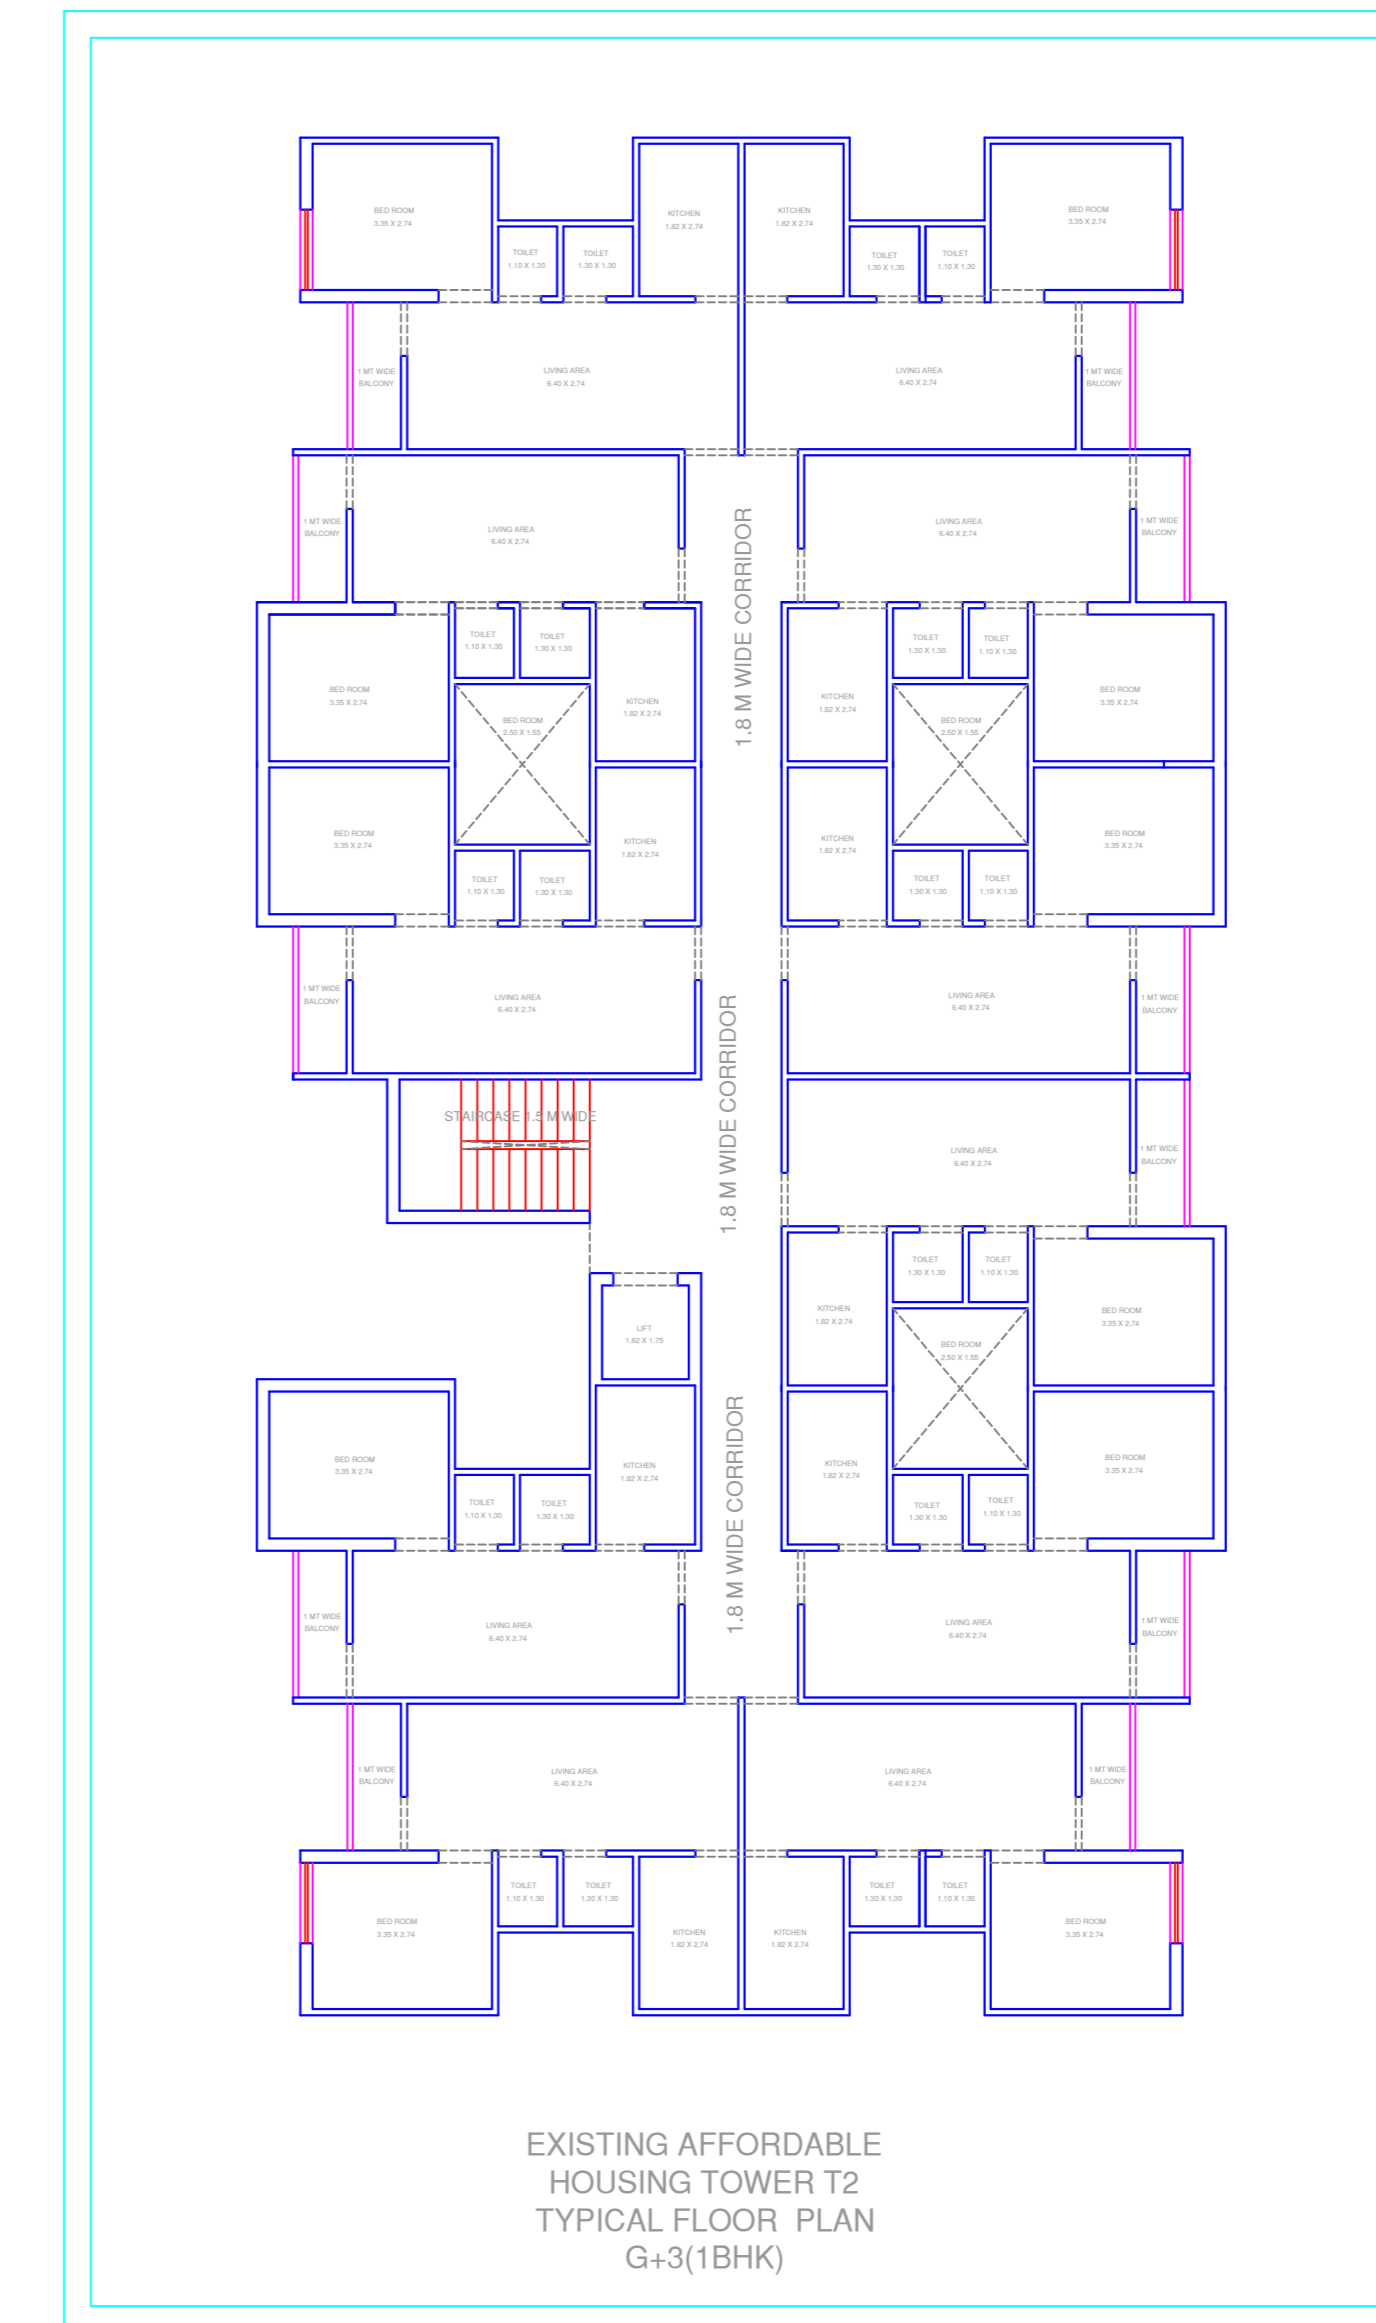 BED ROOM
3.35 X 2.74
TOILET
1.10 X 1.30
TOILET
1.30 X 1.30
KITCHEN
1.82 X 2.74
KITCHEN
1.82 X 2.74
TOILET
1.30 X 1.30
TOILET
1.10 X 1.30
BED ROOM
3.35 X 2.74
1 MT WIDE
BALCONY
LIVING AREA
6.40 X 2.74
LIVING AREA
6.40 X 2.74
1 MT WIDE
BALCONY
1 MT WIDE
BALCONY
LIVING AREA
6.40 X 2.74
1.8 M WIDE CORRIDOR
LIVING AREA
6.40 X 2.74
1 MT WIDE
BALCONY
TOILET
1.10 X 1.30
TOILET
1.30 X 1.30
TOILET
1.30 X 1.30
TOILET
1.10 X 1.30
BED ROOM
3.35 X 2.74
BED ROOM
2.50 X 1.55
KITCHEN
1.82 X 2.74
KITCHEN
1.82 X 2.74
BED ROOM
2.50 X 1.55
BED ROOM
3.35 X 2.74
BED ROOM
3.35 X 2.74
KITCHEN
1.82 X 2.74
KITCHEN
1.82 X 2.74
BED ROOM
3.35 X 2.74
TOILET
1.10 X 1.30
TOILET
1.30 X 1.30
TOILET
1.30 X 1.30
TOILET
1.10 X 1.30
1 MT WIDE
BALCONY
LIVING AREA
6.40 X 2.74
1.8 M WIDE CORRIDOR
LIVING AREA
6.40 X 2.74
1 MT WIDE
BALCONY
STAIRCASE 1.5 M WIDE
LIVING AREA
6.40 X 2.74
1 MT WIDE
BALCONY
TOILET
1.30 X 1.30
TOILET
1.10 X 1.30
LIFT
1.82 X 1.75
KITCHEN
1.82 X 2.74
BED ROOM
2.50 X 1.55
BED ROOM
3.35 X 2.74
BED ROOM
3.35 X 2.74
KITCHEN
1.82 X 2.74
1.8 M WIDE CORRIDOR
KITCHEN
1.82 X 2.74
BED ROOM
3.35 X 2.74
TOILET
1.10 X 1.30
TOILET
1.30 X 1.30
TOILET
1.30 X 1.30
TOILET
1.10 X 1.30
1 MT WIDE
BALCONY
LIVING AREA
6.40 X 2.74
LIVING AREA
6.40 X 2.74
1 MT WIDE
BALCONY
1 MT WIDE
BALCONY
LIVING AREA
6.40 X 2.74
LIVING AREA
6.40 X 2.74
1 MT WIDE
BALCONY
BED ROOM
3.35 X 2.74
TOILET
1.10 X 1.30
TOILET
1.30 X 1.30
KITCHEN
1.82 X 2.74
KITCHEN
1.82 X 2.74
TOILET
1.30 X 1.30
TOILET
1.10 X 1.30
BED ROOM
3.35 X 2.74
EXISTING AFFORDABLE
HOUSING TOWER T2
TYPICAL FLOOR PLAN
G+3(1BHK)